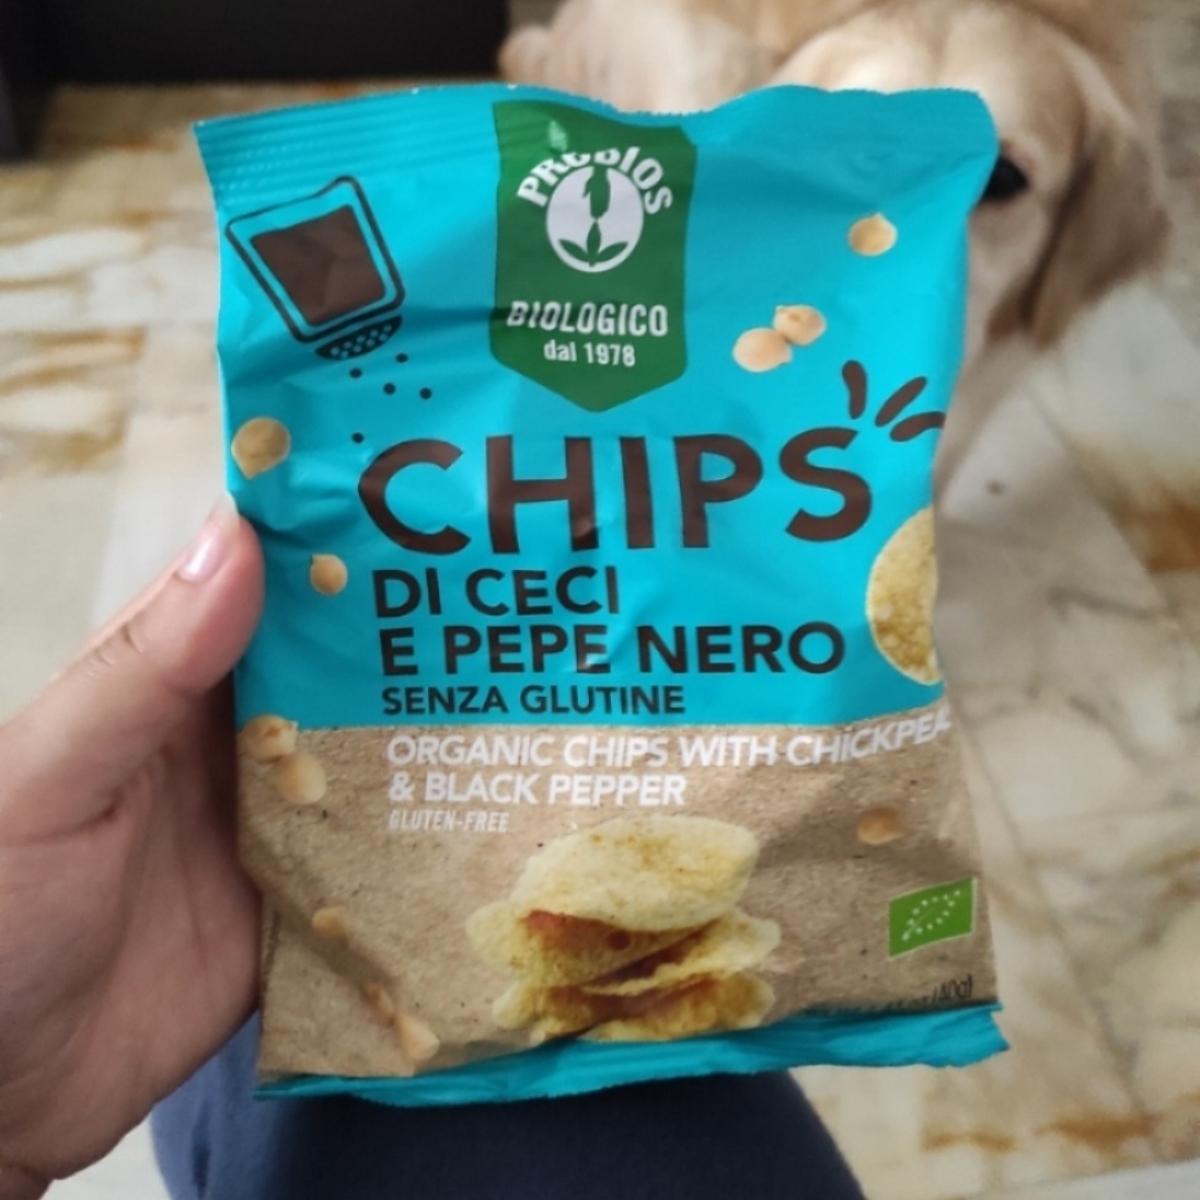 PROBIOS
BIOLOGICO
dal 1978
CHIPS
DI CECI
E PEPE NERO
SENZA GLUTINE
ORGANIC CHIPS WITH CHICKPEA
& BLACK PEPPER
GLUTEN-FREE
(40g)